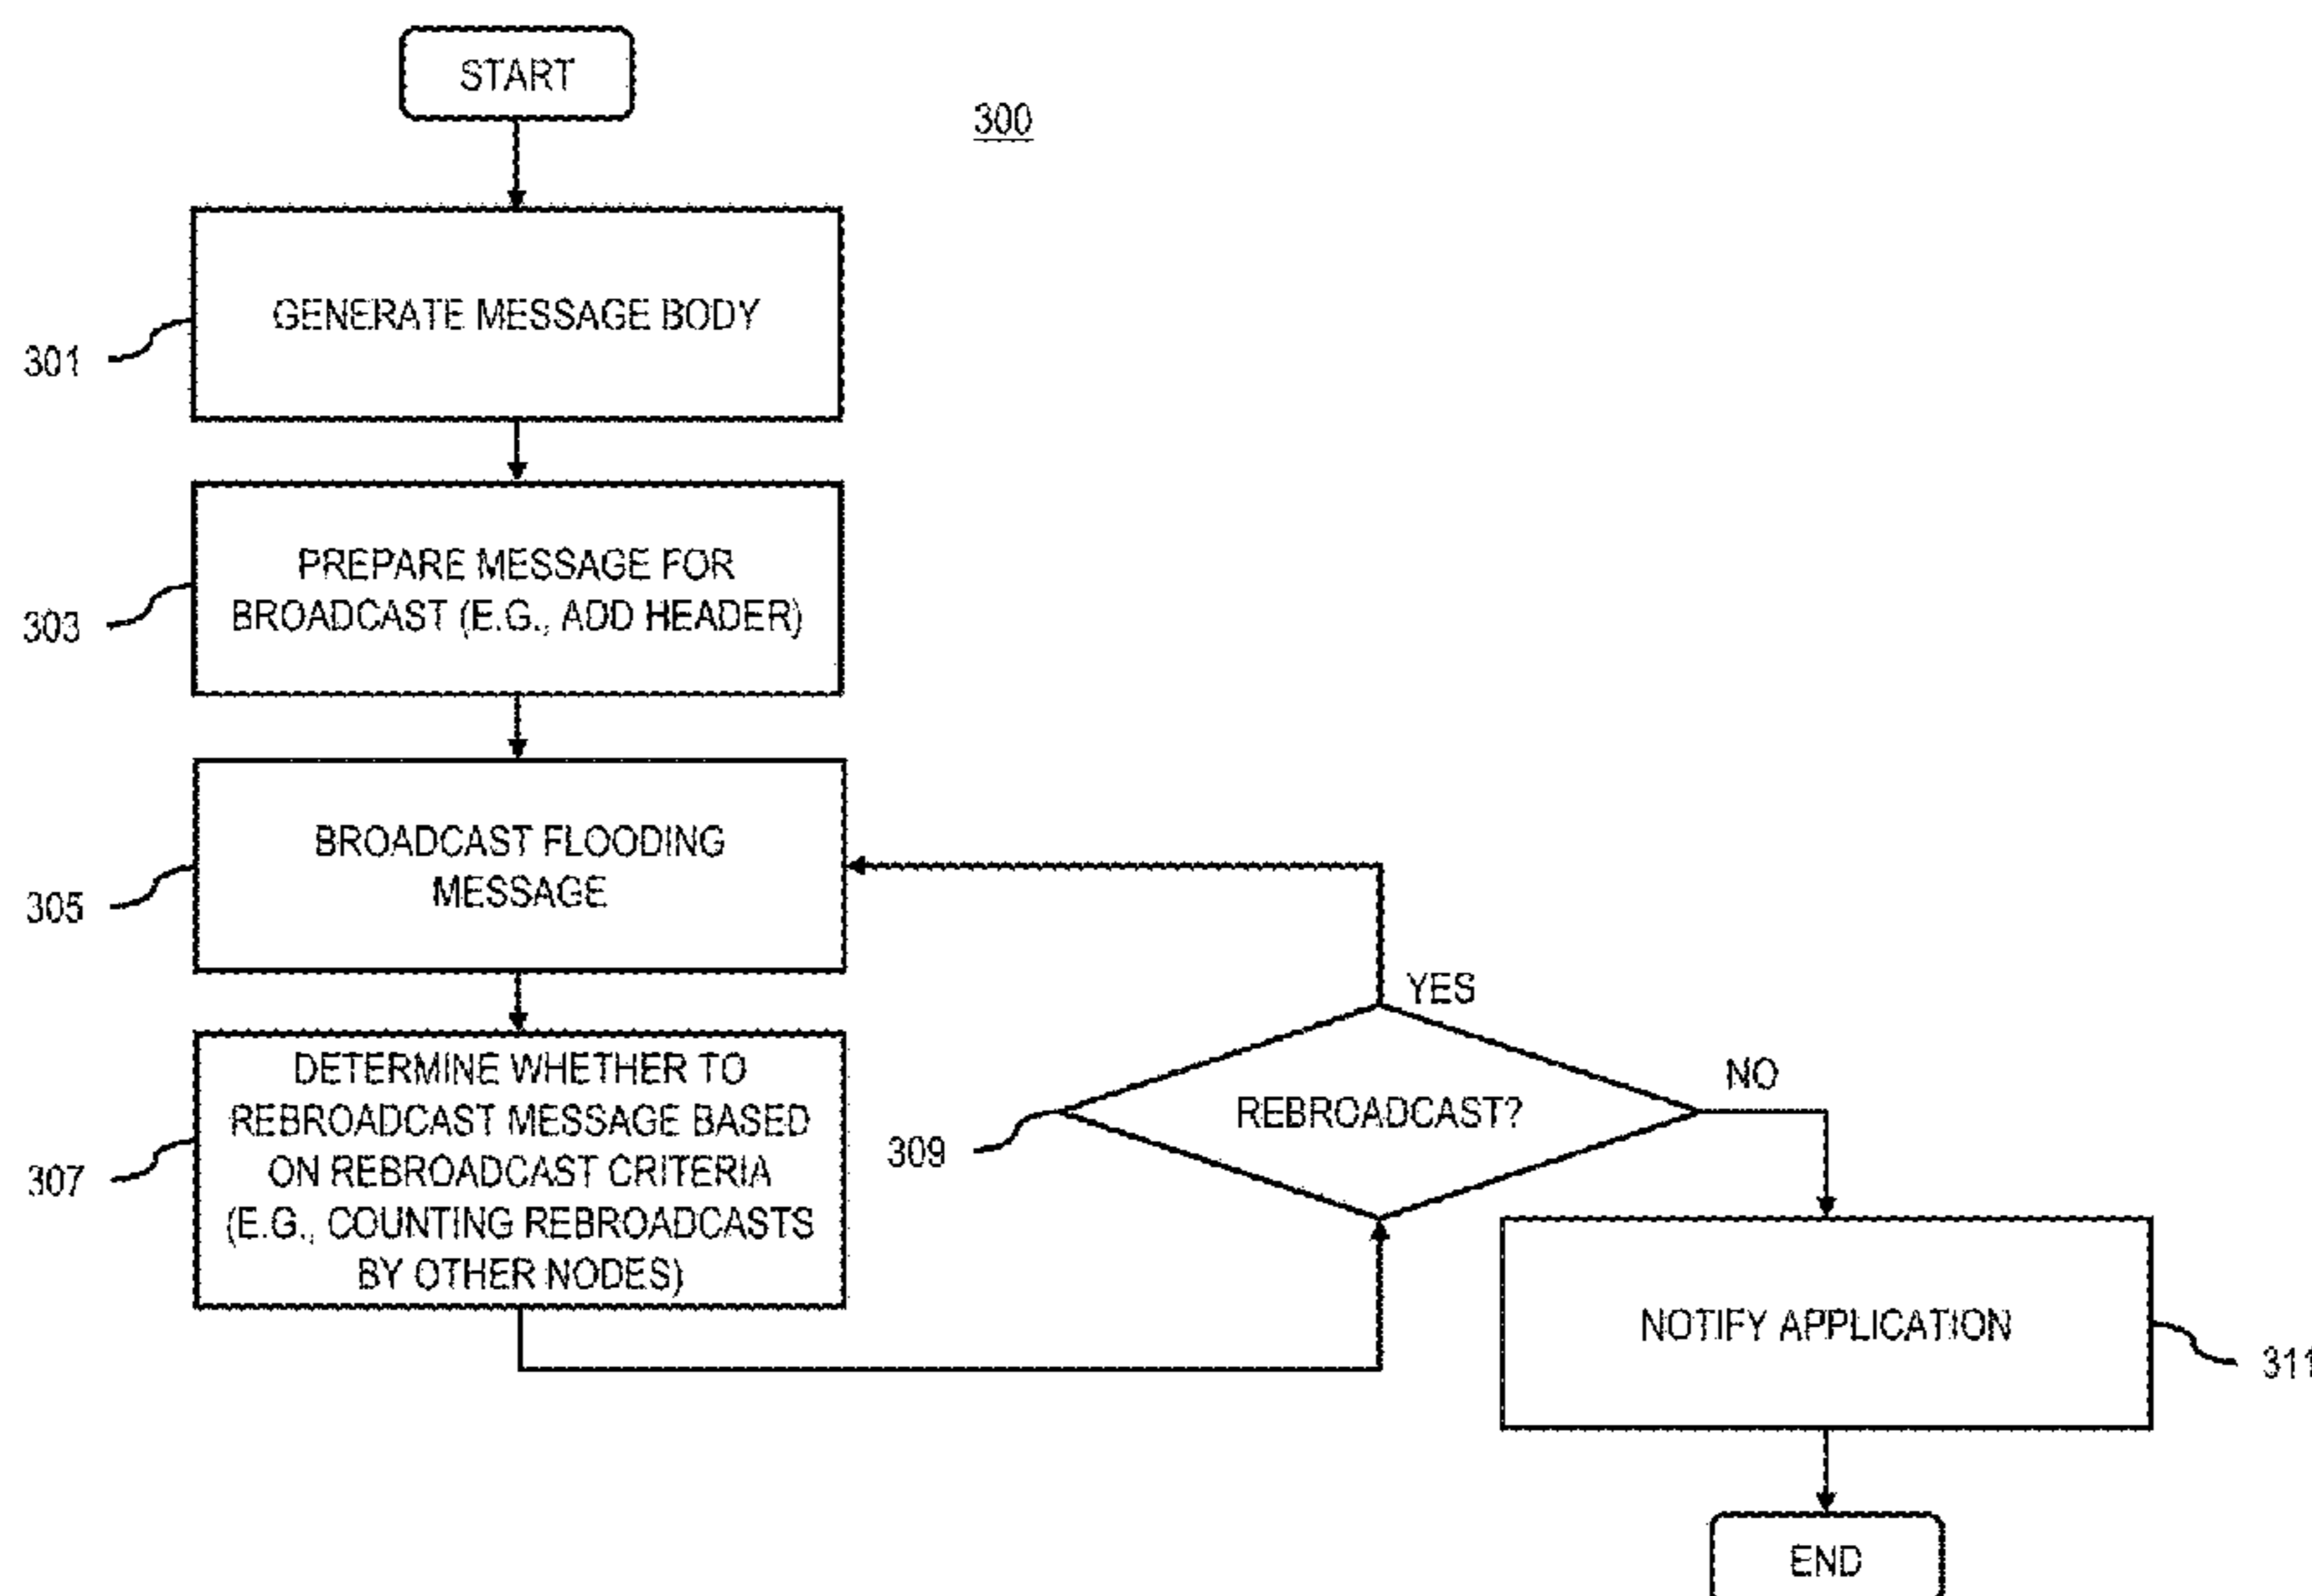 START
300
GENERATE MESSAGE BODY
301
PREPARE MESSAGE FOR
BROADCAST (E.G., ADD HEADER)
303
BROADCAST FLOODING
MESSAGE
305
YES
DETERMINE WHETHER TO
REBROADCAST MESSAGE BASED
ON REBROADCAST CRITERIA
(E.G., COUNTING REBROADCASTS
BY OTHER NODES)
307
REBROADCAST?
309
NO
NOTIFY APPLICATION
311
END